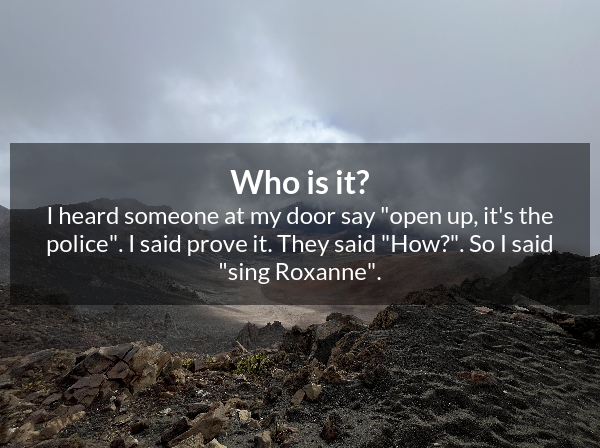 Who is it?
I heard someone at my door say "open up, it's the
police". I said prove it. They said "How?". So I said
"sing Roxanne".